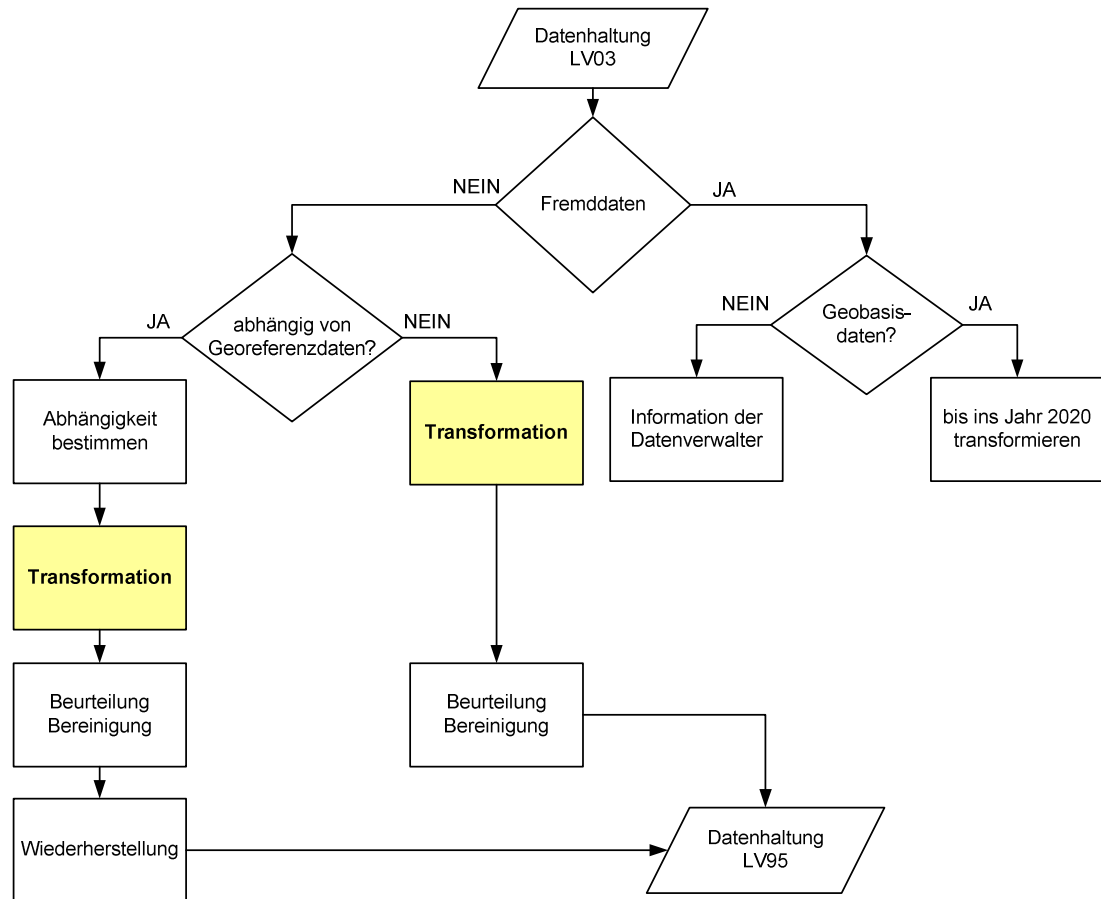 Datenhaltung
LV03
NEIN
JA
Fremddaten
JA
abhängig von
Georeferenzdaten?
NEIN
NEIN
Geobasis-
daten?
JA
Abhängigkeit
bestimmen
Transformation
Information der
Datenverwalter
bis ins Jahr 2020
transformieren
Transformation
Beurteilung
Bereinigung
Beurteilung
Bereinigung
Wiederherstellung
Datenhaltung
LV95